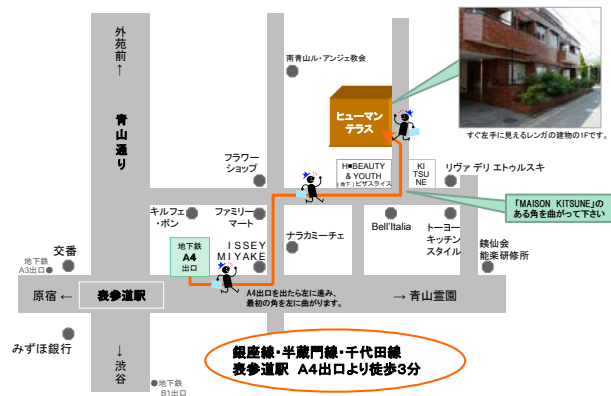 外苑前
↑
青山通り
南青山ル・アンジェ教会
ヒューマン
テラス
すぐ左手に見えるレンガの建物の1Fです。
フラワー
ショップ
H■BEAUTY
& YOUTH
(地下)ピザスライス
KI
TSU
NE
リヴァ デリ エトゥルスキ
「MAISON KITSUNE」の
ある角を曲がって下さい
キルフェ
・ボン
ファミリー
マート
ISSEY
MIYAKE
ナラカミーチェ
Bell'Italia
トーヨー
キッチン
スタイル
銕仙会
能楽研修所
交番
地下鉄
A3出口
地下鉄
A4
出口
A4出口を出たら左に進み、
最初の角を左に曲がります。
原宿 ←
表参道駅
→ 青山霊園
みずほ銀行
↓
渋谷
地下鉄
B1出口
銀座線・半蔵門線・千代田線
表参道駅 A4出口より徒歩3分